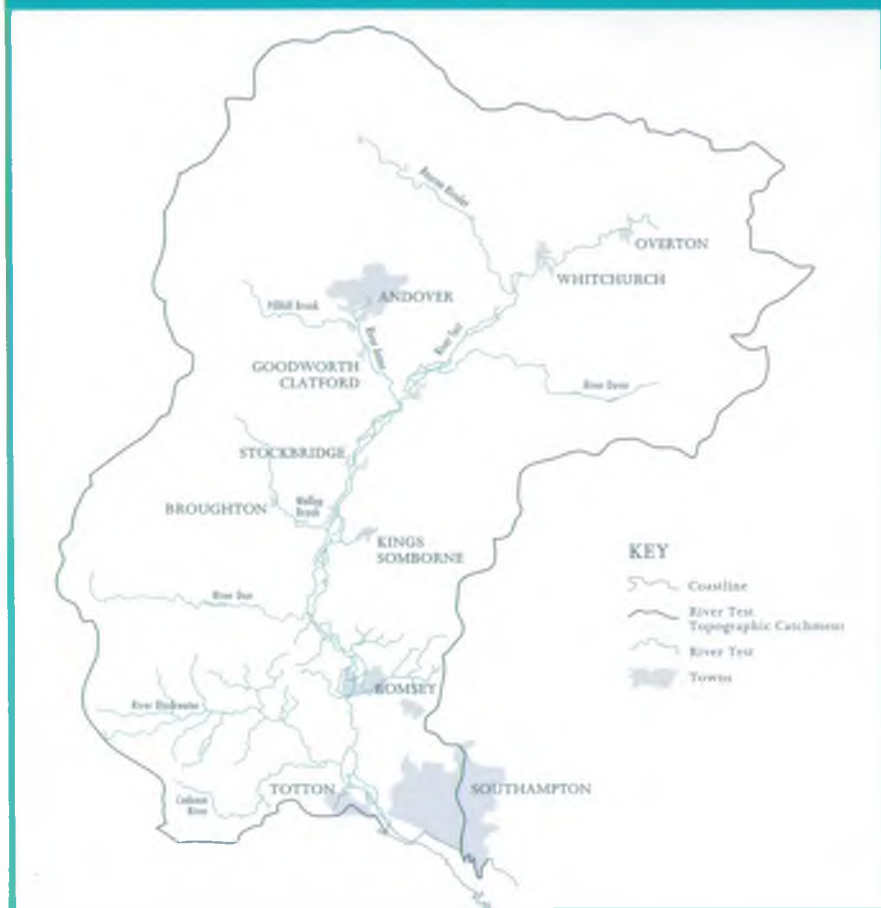 OVERTON
WHITCHURCH
ANDOVER
Pillhill Brook
River Test
GOODWORTH
CLATFORD
River Dever
STOCKBRIDGE
BROUGHTON
Wallop
Brook
KINGS
SOMBORNE
KEY
Coastline
River Test
Topographic Catchment
River Test
Towns
River Dun
ROMSEY
River Blackwater
TOTTON
SOUTHAMPTON
Cadnam
River